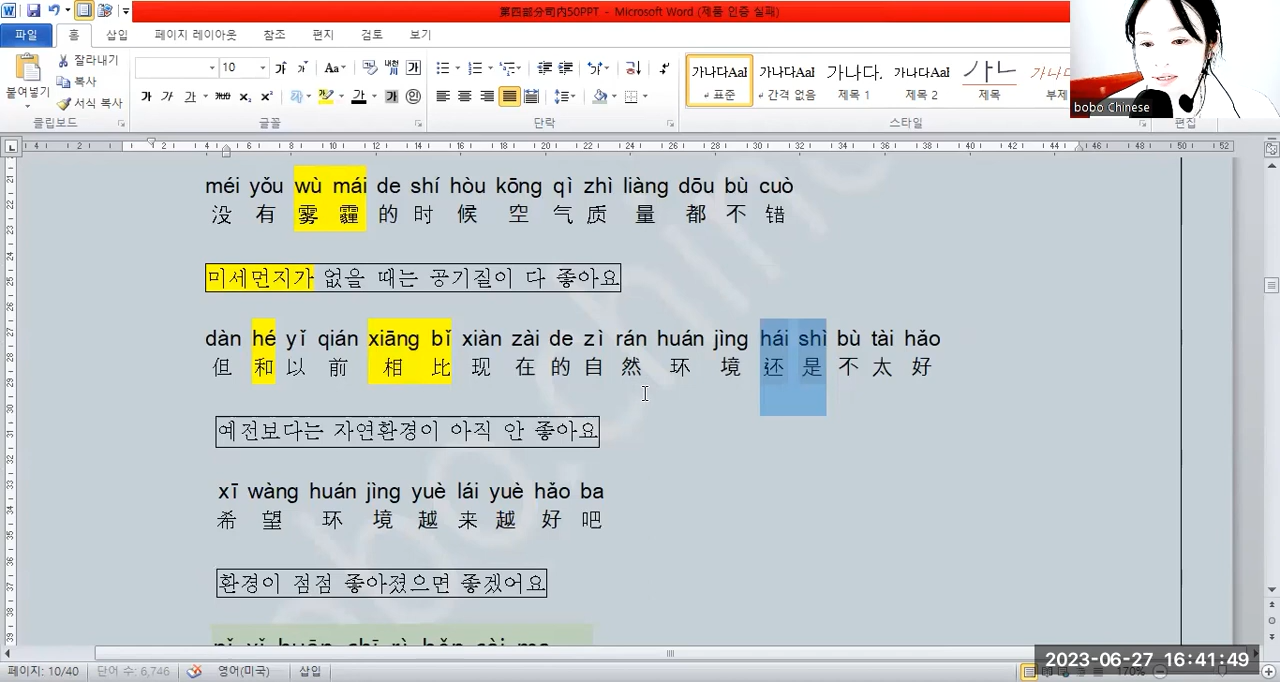 第四部分司内50PPT - Microsoft Word (제품 인증 실패)
파일 홈 삽입 페이지 레이아웃 참조 편지 검토 보기
붙여넣기 잘라내기 복사 서식 복사
10
가나다AaI 가나다AaI 가나다. 가나다AaI
표준 간격 없음 제목 1 제목 2 제목 부제
클립보드 글꼴 단락 스타일 편집
bobo Chinese
méi yǒu wù mái de shí hòu kōng qì zhì liàng dōu bù cuò
没有雾霾的时候空气质量都不错
미세먼지가 없을 때는 공기질이 다 좋아요
dàn hé yǐ qián xiāng bǐ xiàn zài de zì rán huán jìng hái shì bù tài hǎo
但和以前相比现在的自然环境还是不太好
예전보다는 자연환경이 아직 안 좋아요
xī wàng huán jìng yuè lái yuè hǎo ba
希望环境越来越好吧
환경이 점점 좋아졌으면 좋겠어요
페이지: 10/40 단어 수: 6,746 영어(미국) 삽입 170%
2023-06-27 16:41:49